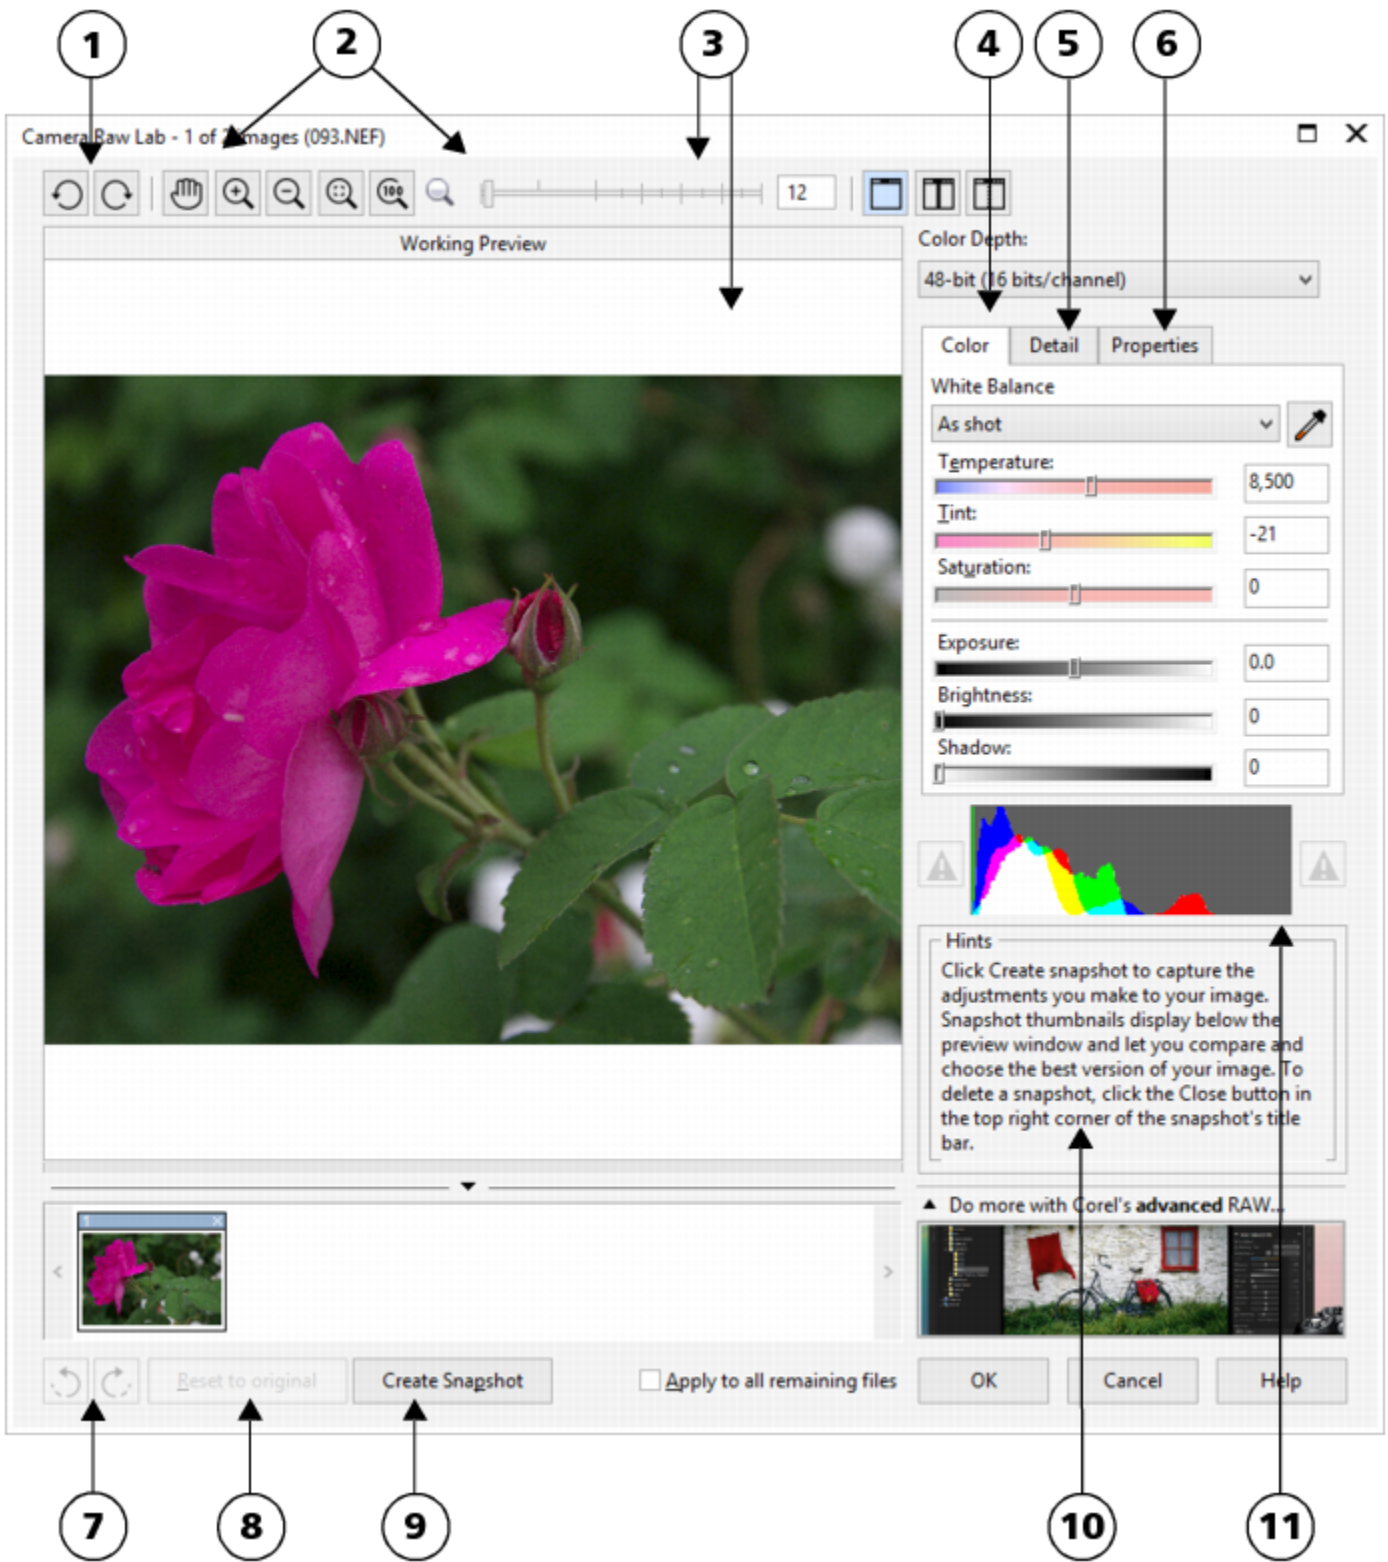 1
2
3
4
5
6
Camera Raw Lab - 1 of 2 images (093.NEF)
100
12
Working Preview
Color Depth:
48-bit (16 bits/channel)
Color
Detail
Properties
White Balance
As shot
Temperature:
8,500
Tint:
-21
Saturation:
0
Exposure:
0.0
Brightness:
0
Shadow:
0
Hints
Click Create snapshot to capture the
adjustments you make to your image.
Snapshot thumbnails display below the
preview window and let you compare and
choose the best version of your image. To
delete a snapshot, click the Close button in
the top right corner of the snapshot's title
bar.
Do more with Corel's advanced RAW...
1
Reset to original
Create Snapshot
Apply to all remaining files
OK
Cancel
Help
7
8
9
10
11